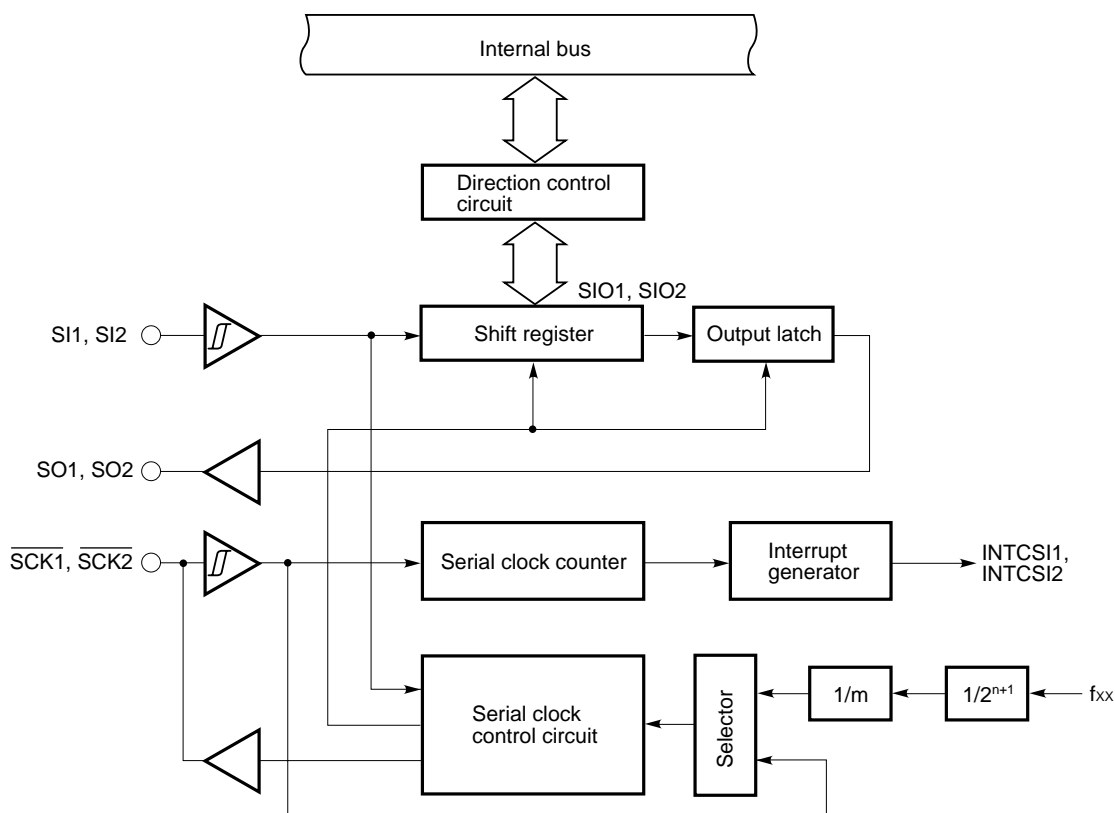 Internal bus
Direction control
circuit
SIO1, SIO2
SI1, SI2
Shift register
Output latch
SO1, SO2
SCK1, SCK2
Serial clock counter
Interrupt
generator
INTCSI1,
INTCSI2
Serial clock
control circuit
Selector
1/m
1/2ⁿ⁺¹
fxx